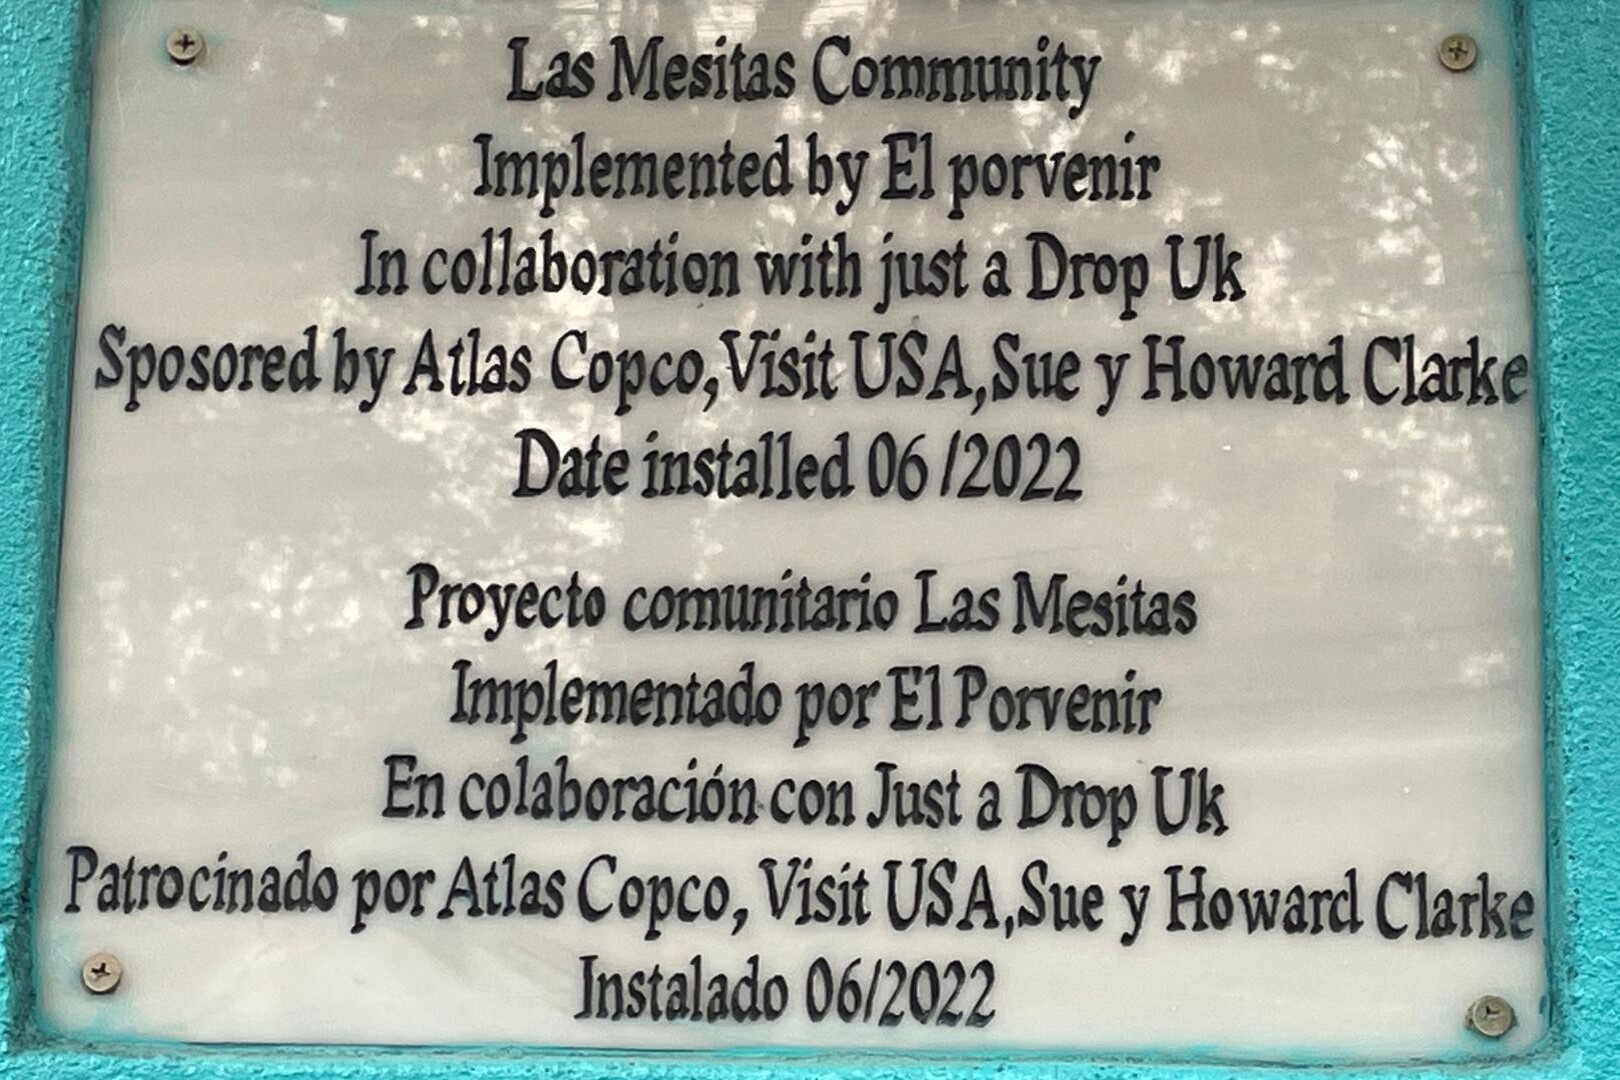 Las Mesitas Community
Implemented by El porvenir
In collaboration with just a Drop Uk
Sposored by Atlas Copco,Visit USA,Sue y Howard Clarke
Date installed 06 /2022
Proyecto comunitario Las Mesitas
Implementado por El Porvenir
En colaboración con Just a Drop Uk
Patrocinado por Atlas Copco, Visit USA,Sue y Howard Clarke
Instalado 06/2022